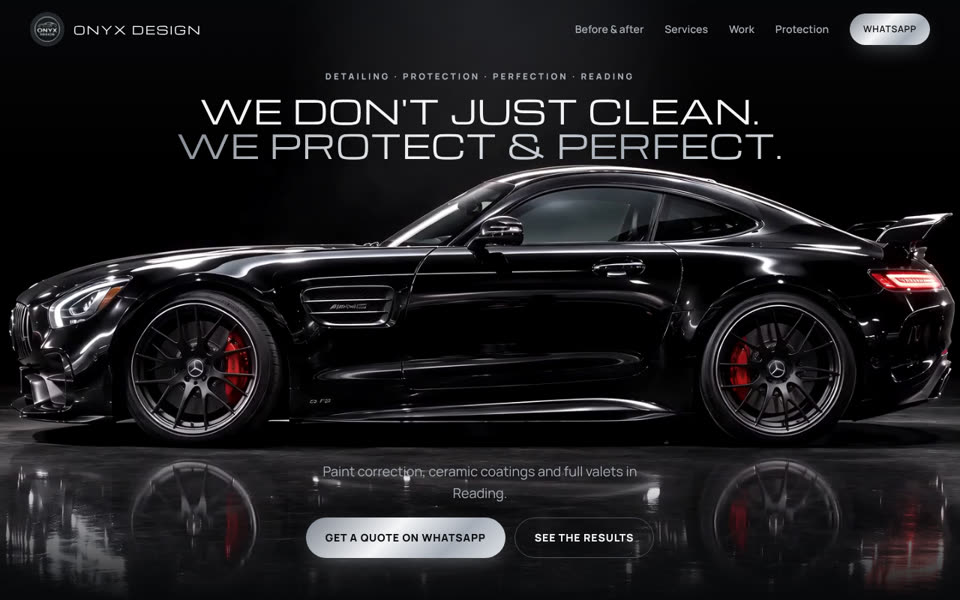 ONYX DESIGN
Before & after
Services
Work
Protection
WHATSAPP
DETAILING · PROTECTION · PERFECTION · READING
WE DON'T JUST CLEAN.
WE PROTECT & PERFECT.
AMG
Paint correction, ceramic coatings and full valets in
Reading.
GET A QUOTE ON WHATSAPP
SEE THE RESULTS